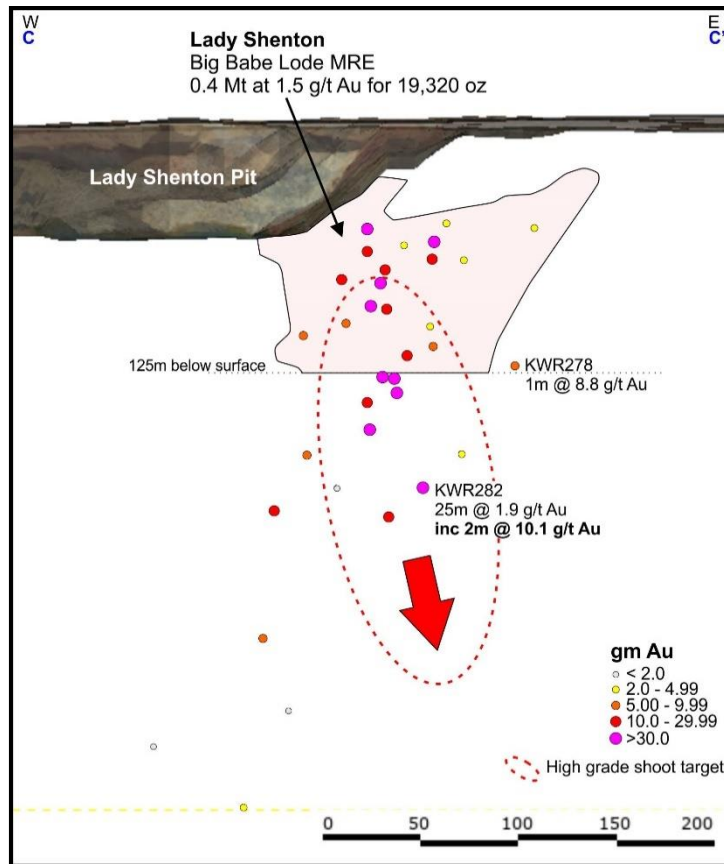 W
E
C
C'
Lady Shenton
Big Babe Lode MRE
0.4 Mt at 1.5 g/t Au for 19,320 oz
Lady Shenton Pit
125m below surface
KWR278
1m @ 8.8 g/t Au
KWR282
25m @ 1.9 g/t Au
inc 2m @ 10.1 g/t Au
gm Au
< 2.0
2.0 - 4.99
5.00 - 9.99
10.0 - 29.99
>30.0
High grade shoot target
0 50 100 150 200